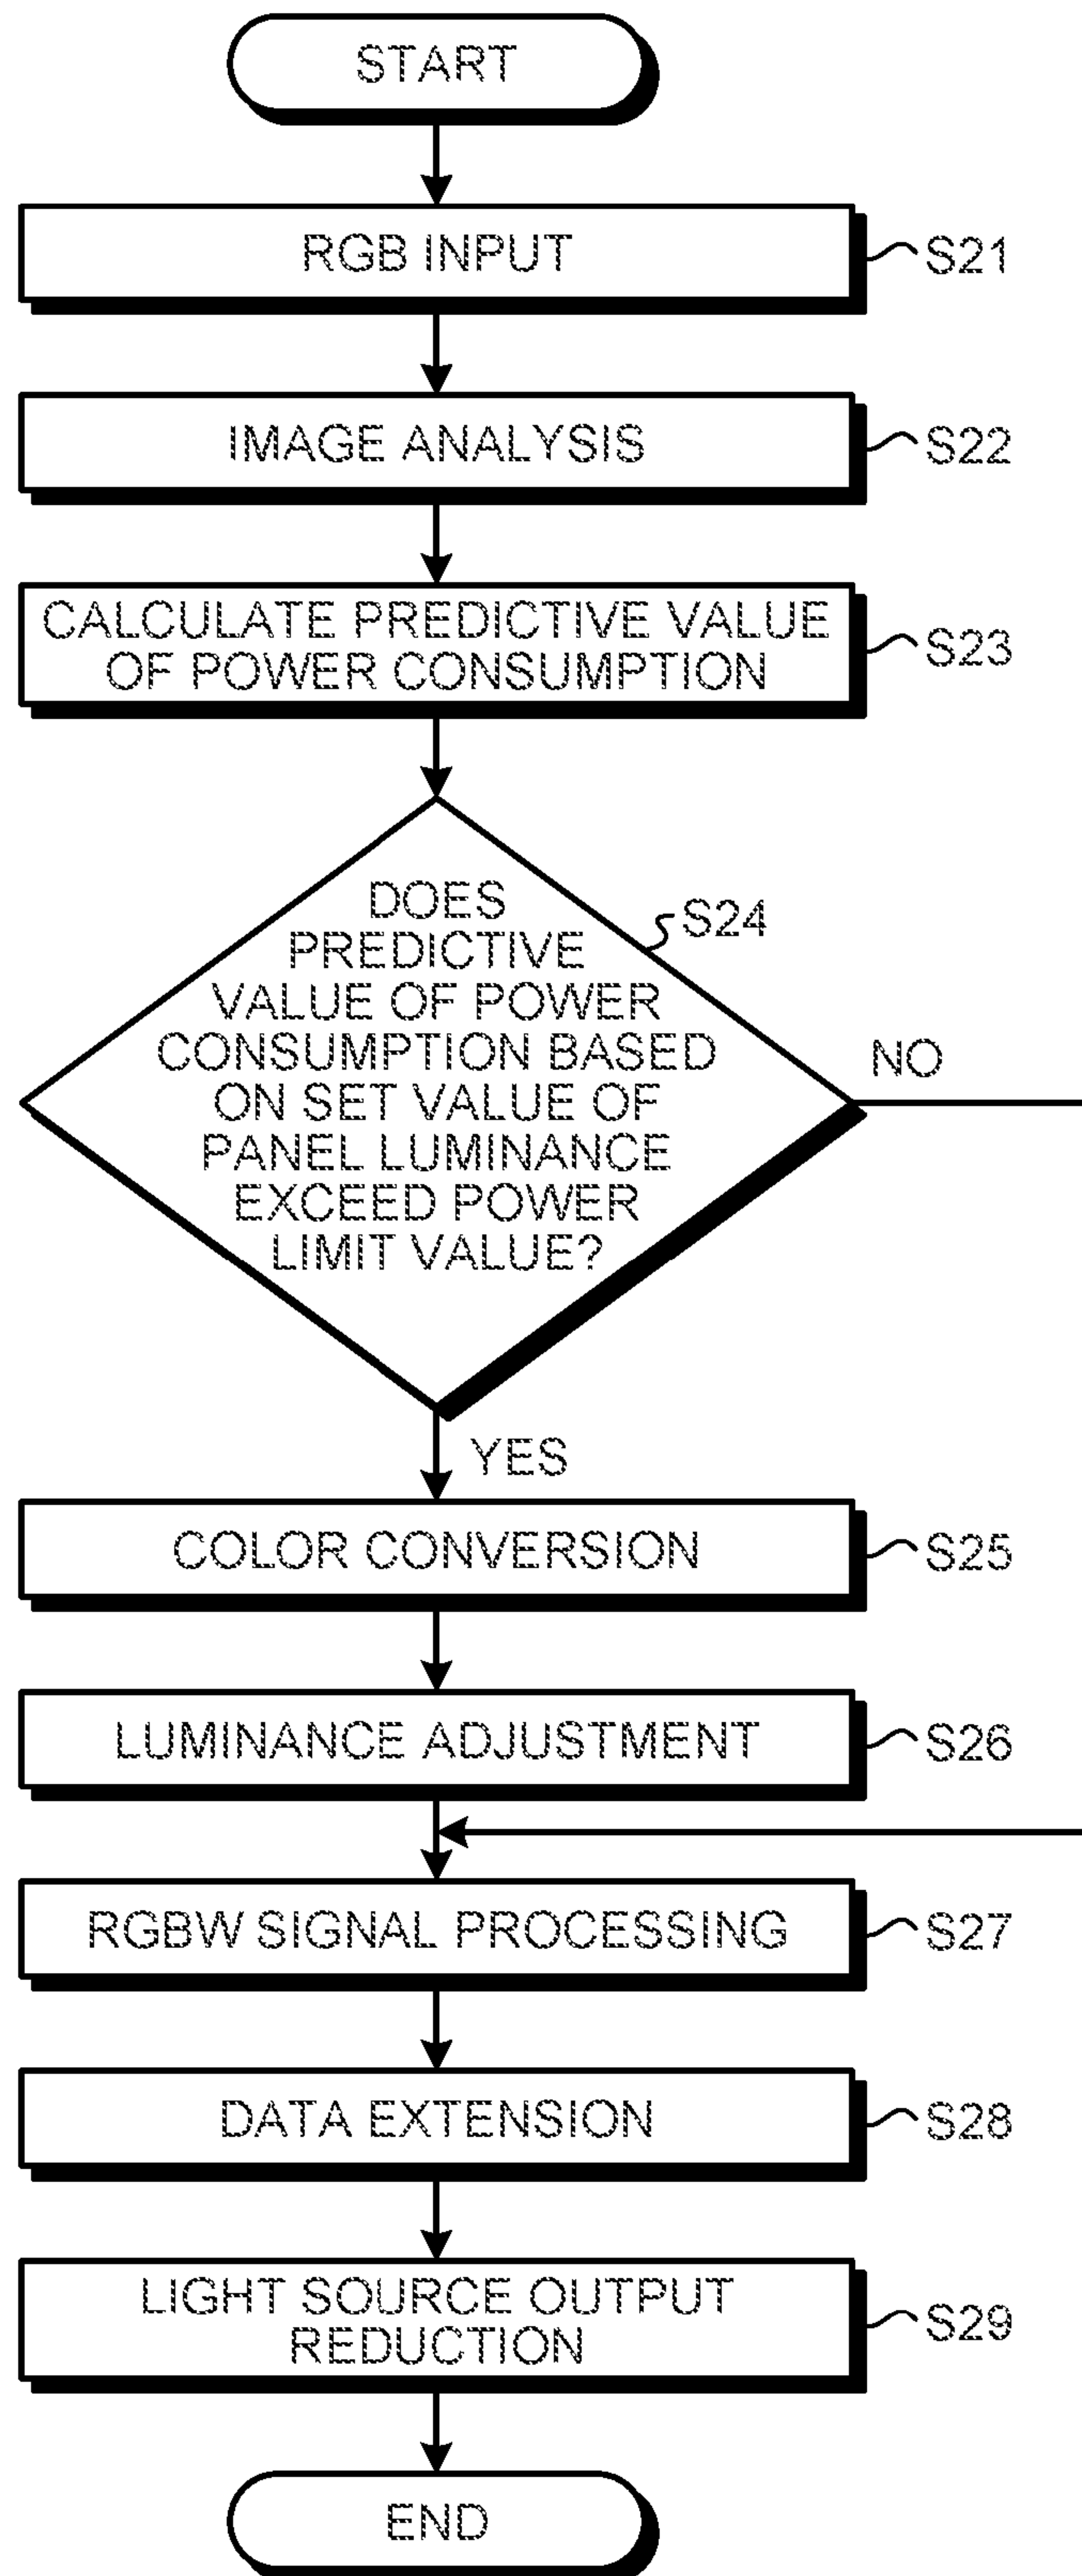 START
RGB INPUT
S21
IMAGE ANALYSIS
S22
CALCULATE PREDICTIVE VALUE
OF POWER CONSUMPTION
S23
DOES
PREDICTIVE
VALUE OF POWER
CONSUMPTION BASED
ON SET VALUE OF
PANEL LUMINANCE
EXCEED POWER
LIMIT VALUE?
S24
NO
YES
COLOR CONVERSION
S25
LUMINANCE ADJUSTMENT
S26
RGBW SIGNAL PROCESSING
S27
DATA EXTENSION
S28
LIGHT SOURCE OUTPUT
REDUCTION
S29
END